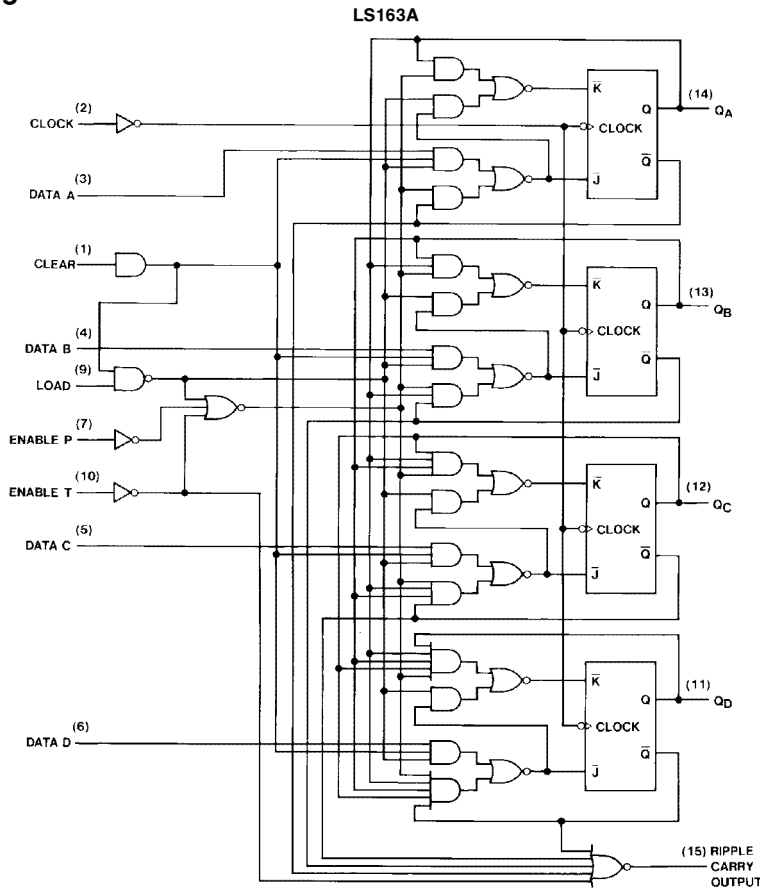 LS163A
(2)
CLOCK
(3)
DATA A
(1)
CLEAR
(4)
DATA B
(9)
LOAD
(7)
ENABLE P
(10)
ENABLE T
(5)
DATA C
(6)
DATA D
K
Q
CLOCK
Q
J
(14)
QA
K
Q
CLOCK
Q
J
(13)
QB
K
Q
CLOCK
Q
J
(12)
QC
K
Q
CLOCK
Q
J
(11)
QD
(15) RIPPLE
CARRY
OUTPUT